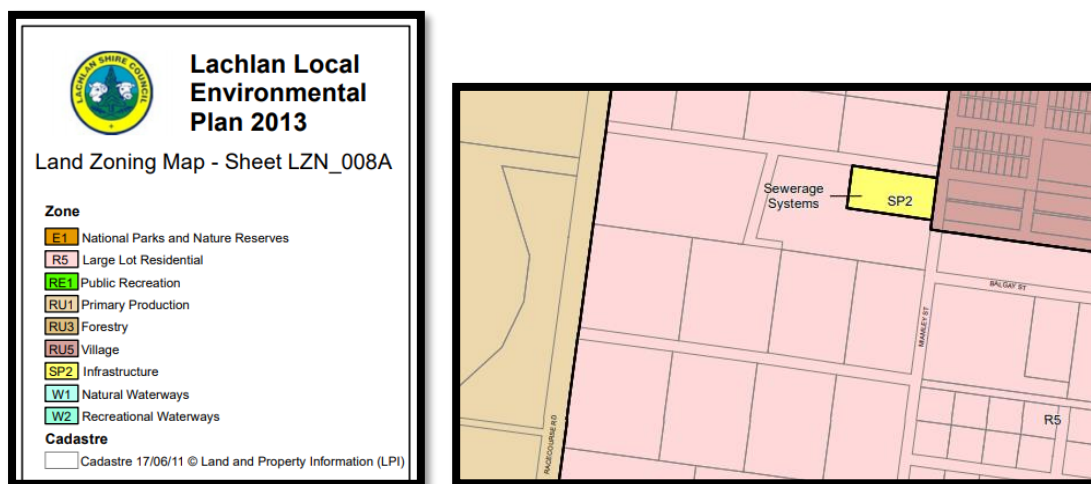 LACHLAN SHIRE COUNCIL
Lachlan Local
Environmental
Plan 2013
Land Zoning Map - Sheet LZN_008A
Zone
E1 National Parks and Nature Reserves
R5 Large Lot Residential
RE1 Public Recreation
RU1 Primary Production
RU3 Forestry
RU5 Village
SP2 Infrastructure
W1 Natural Waterways
W2 Recreational Waterways
Cadastre
Cadastre 17/06/11 © Land and Property Information (LPI)
Sewerage
Systems
SP2
BALGAY ST
R5
RACECOURSE RD